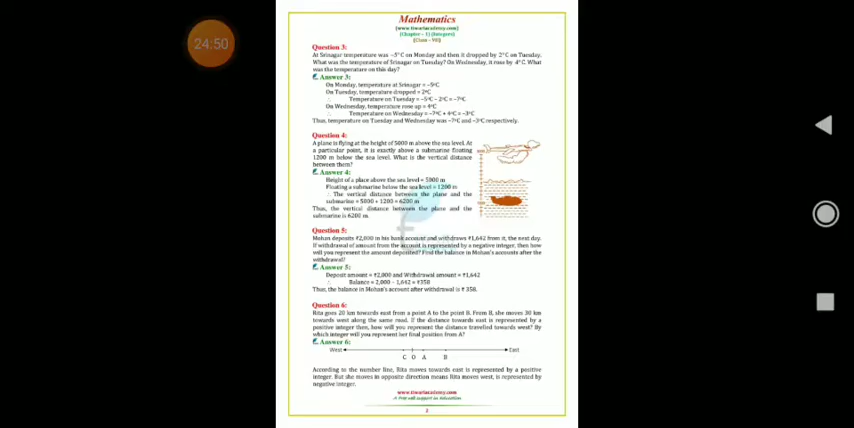 24:50
Mathematics
(www.tiwariacademy.com)
(Chapter – 1) (Integers)
(Class – VII)
Question 3:
At Srinagar temperature was −5°C on Monday and then it dropped by 2°C on Tuesday.
What was the temperature of Srinagar on Tuesday? On Wednesday, it rose by 4°C. What
was the temperature on this day?
Answer 3:
On Monday, temperature at Srinagar = −5°C
On Tuesday, temperature dropped = 2°C
∴ Temperature on Tuesday = −5°C − 2°C = −7°C
On Wednesday, temperature rose up = 4°C
∴ Temperature on Wednesday = −7°C + 4°C = −3°C
Thus, temperature on Tuesday and Wednesday was −7°C and −3°C respectively.
Question 4:
A plane is flying at the height of 5000 m above the sea level. At
a particular point, it is exactly above a submarine floating
1200 m below the sea level. What is the vertical distance
between them?
Answer 4:
Height of a place above the sea level = 5000 m
Floating a submarine below the sea level = 1200 m
∴ The vertical distance between the plane and the
submarine = 5000 + 1200 = 6200 m
Thus, the vertical distance between the plane and the
submarine is 6200 m.
Question 5:
Mohan deposits ₹2,000 in his bank account and withdraws ₹1,642 from it, the next day.
If withdrawal of amount from the account is represented by a negative integer, then how
will you represent the amount deposited? Find the balance in Mohan's accounts after the
withdrawal?
Answer 5:
Deposit amount = ₹2,000 and Withdrawal amount = ₹1,642
∴ Balance = 2,000 – 1,642 = ₹358
Thus, the balance in Mohan's account after withdrawal is ₹ 358.
Question 6:
Rita goes 20 km towards east from a point A to the point B. From B, she moves 30 km
towards west along the same road. If the distance towards east is represented by a
positive integer then, how will you represent the distance travelled towards west? By
which integer will you represent her final position from A?
Answer 6:
West East
C O A B
According to the number line, Rita moves towards east is represented by a positive
integer. But she moves in opposite direction means Rita moves west, is represented by
negative integer.
www.tiwariacademy.com
A Free web support in Education
2